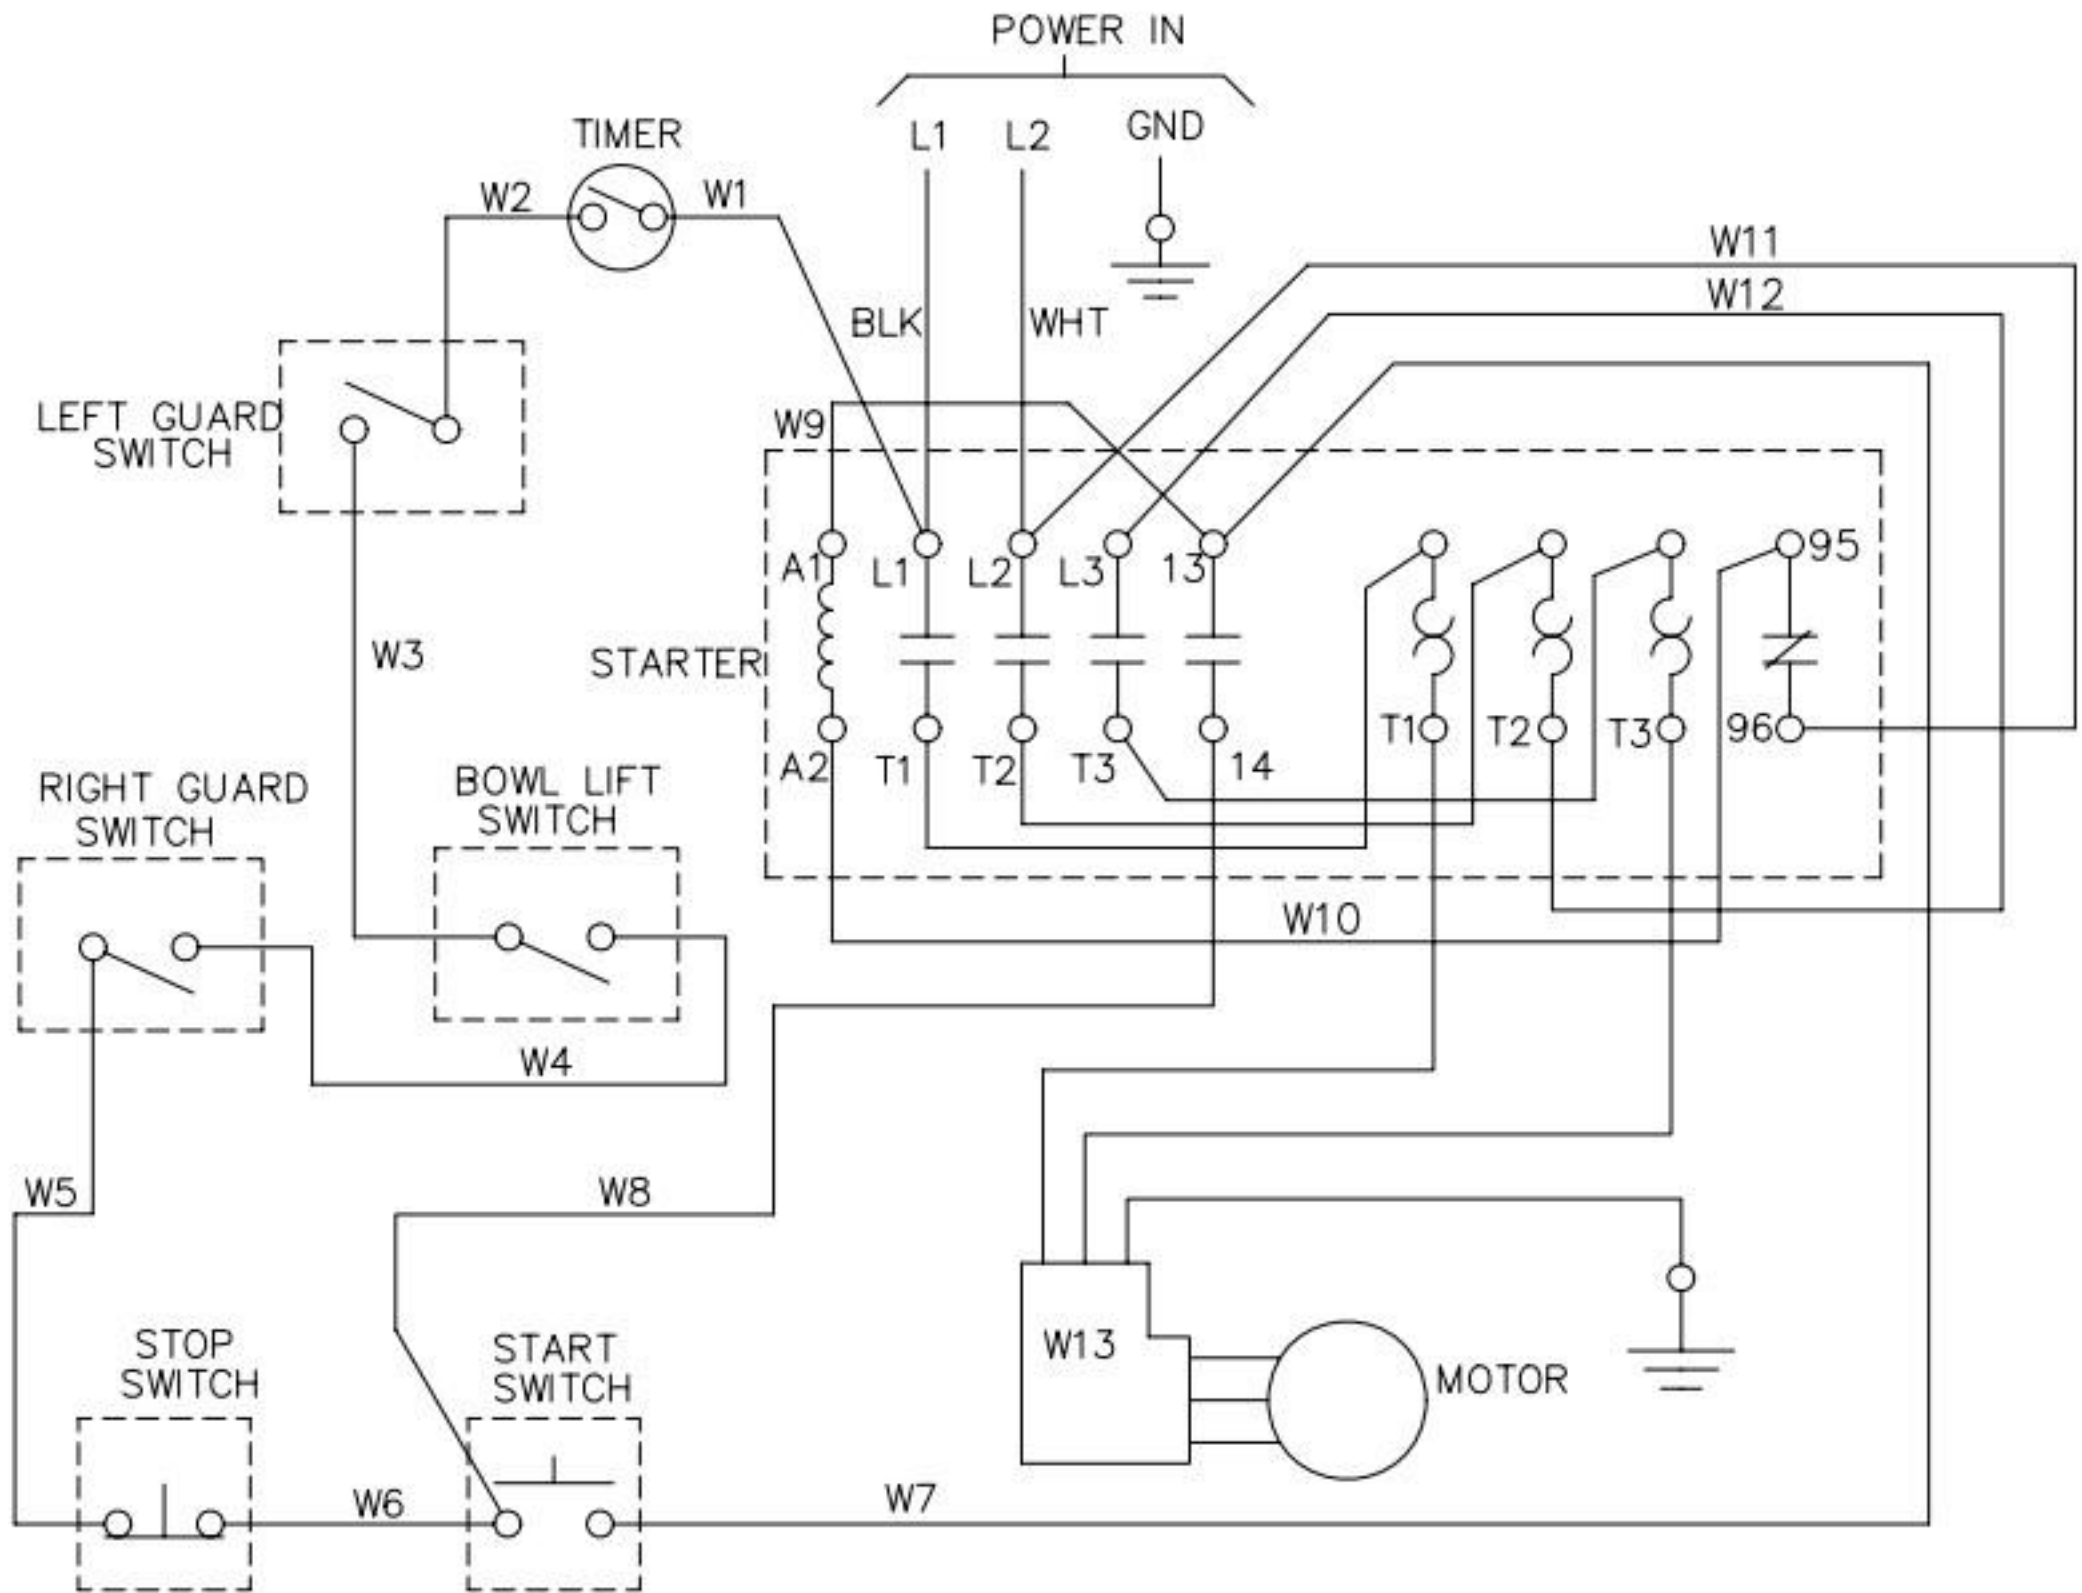 POWER IN
L1
L2
GND
TIMER
W2
W1
W11
W12
BLK
WHT
LEFT GUARD
SWITCH
W9
A1
L1
L2
L3
13
95
W3
STARTER
A2
T1
T2
T3
14
T1
T2
T3
96
RIGHT GUARD
SWITCH
BOWL LIFT
SWITCH
W10
W4
W5
W8
STOP
SWITCH
START
SWITCH
W13
MOTOR
W6
W7